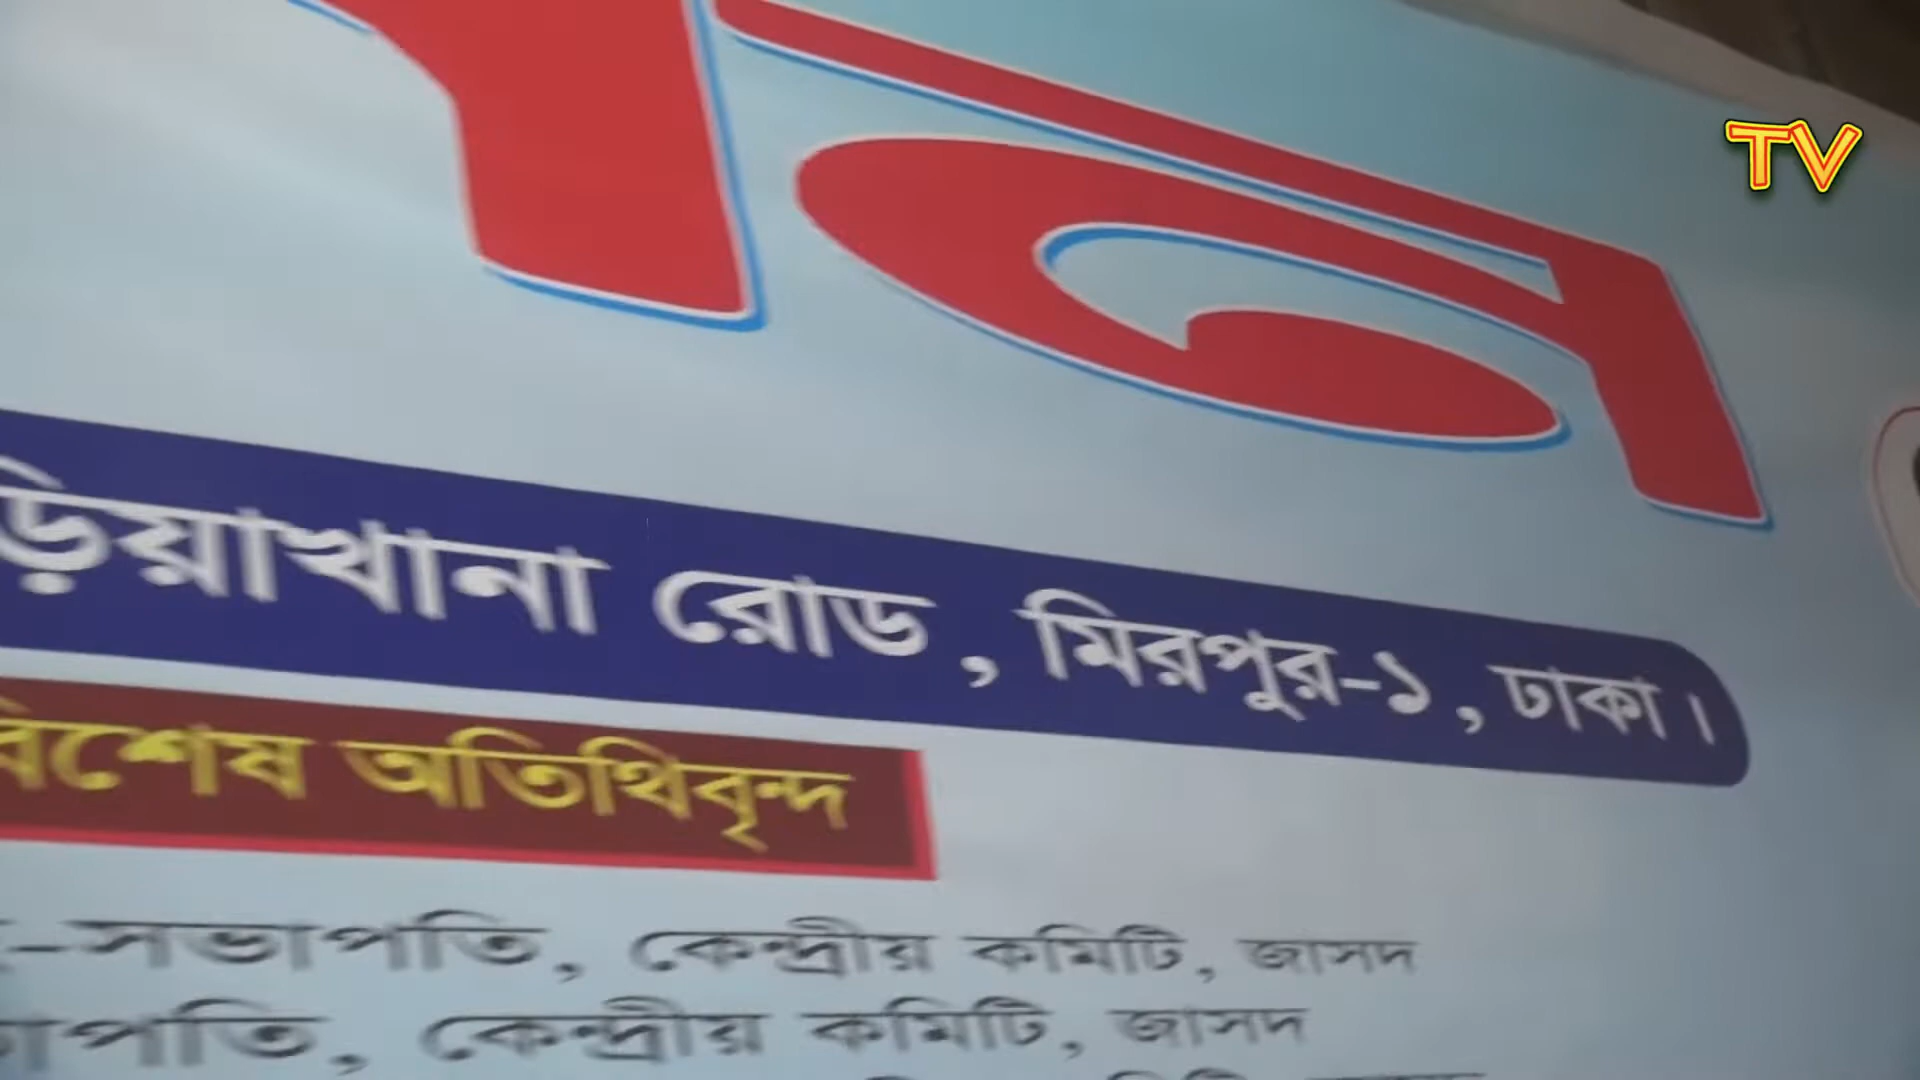 TV
ন
ড়িয়াখানা রোড, মিরপুর-১, ঢাকা।
বিশেষ অতিথিবৃন্দ
-সভাপতি, কেন্দ্রীয় কমিটি, জাসদ
াপতি, কেন্দ্রীয় কমিটি, জাসদ